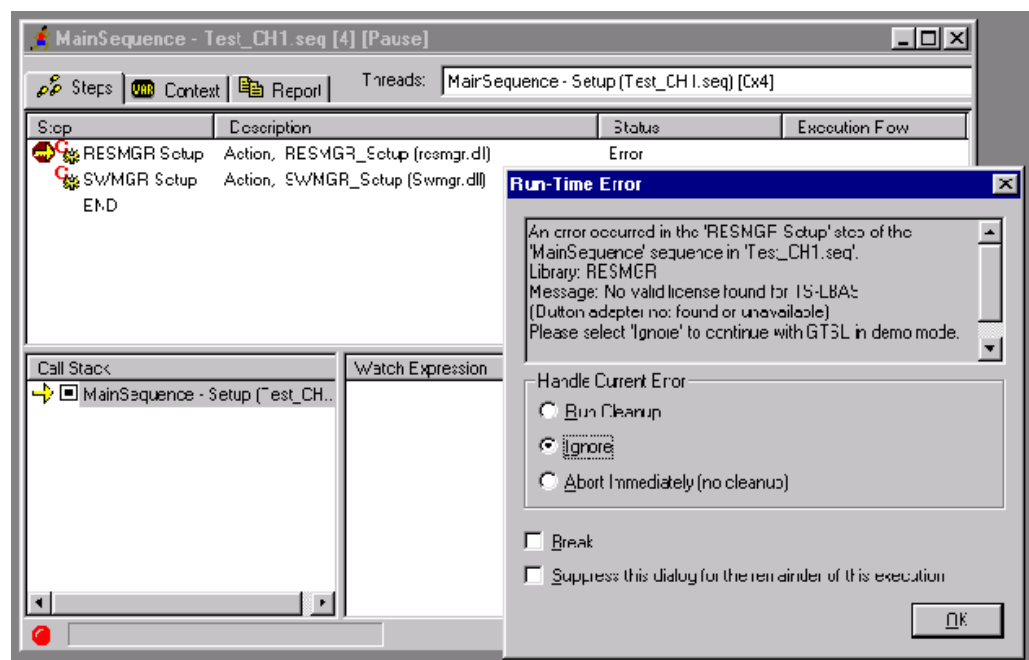 MainSequence - Test_CH1.seq [4] [Pause]
Steps Context Report Threads: MainSequence - Setup (Test_CH1.seq) [0x4]
Step Description Status Execution Flow
RESMGR Setup Action, RESMGR_Setup (resmgr.dll) Error
SWMGR Setup Action, SWMGR_Setup (Swmgr.dll)
END
Run-Time Error
An error occurred in the 'RESMGR Setup' step of the
'MainSequence' sequence in 'Test_CH1.seq'.
Library: RESMGR
Message: No valid license found for TS-LBAS
(Button adapter not found or unavailable)
Please select 'Ignore' to continue with GTSL in demo mode.
Handle Current Error
Run Cleanup
Ignore
Abort Immediately (no cleanup)
Break
Suppress this dialog for the remainder of this execution
OK
Call Stack Watch Expression
MainSequence - Setup (Test_CH...